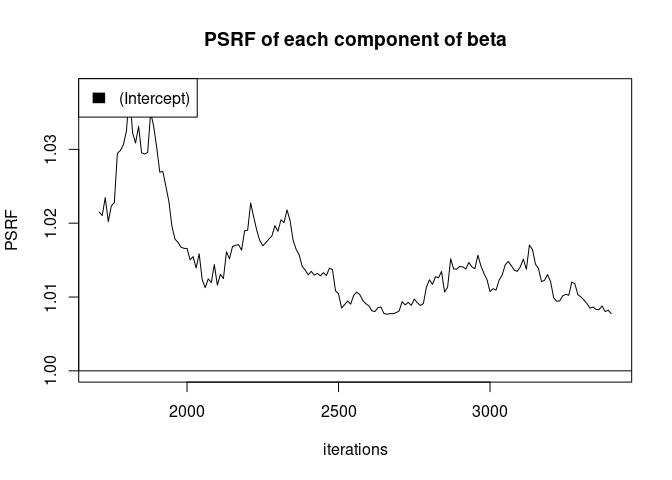 PSRF of each component of beta
(Intercept)
PSRF
1.03
1.02
1.01
1.00
2000 2500 3000
iterations